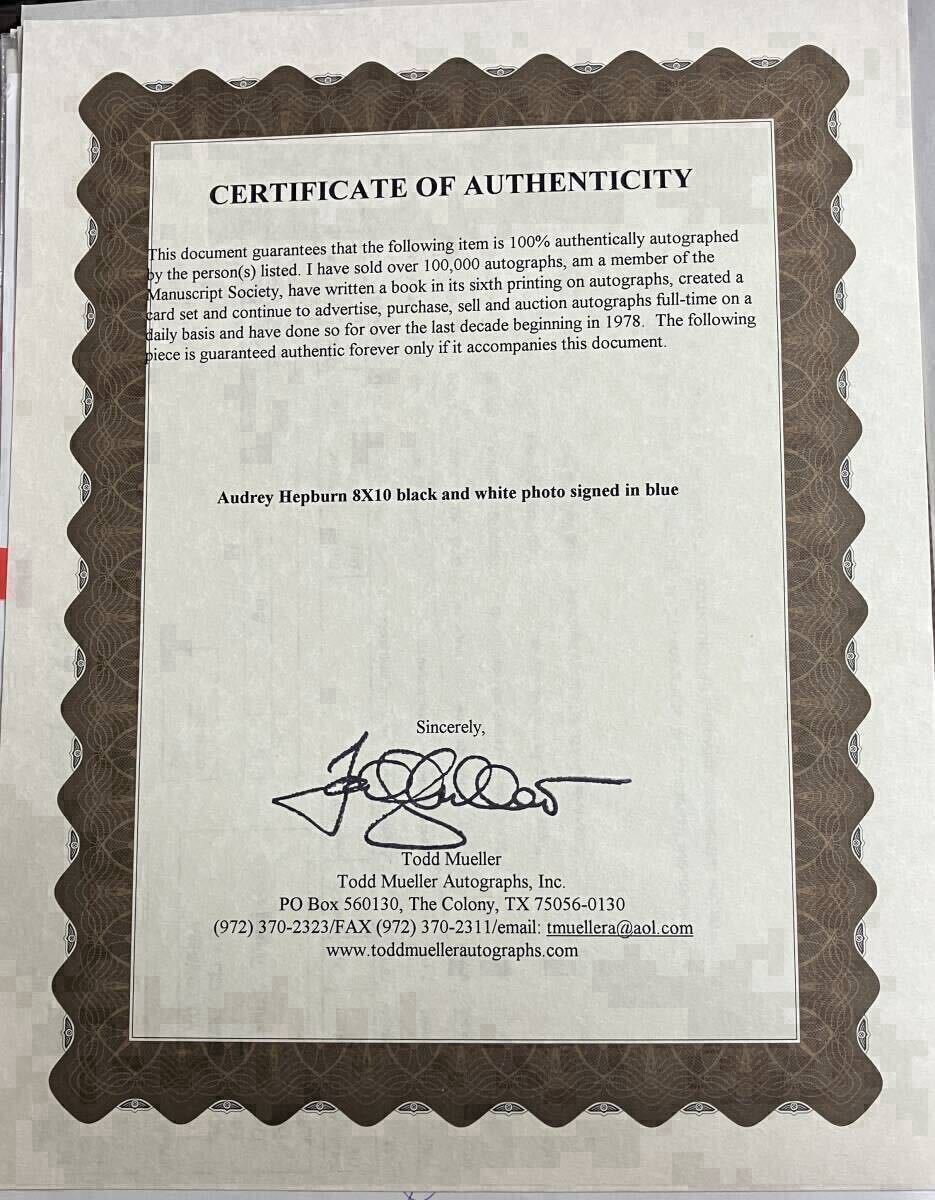 CERTIFICATE OF AUTHENTICITY
This document guarantees that the following item is 100% authentically autographed
by the person(s) listed. I have sold over 100,000 autographs, am a member of the
Manuscript Society, have written a book in its sixth printing on autographs, created a
card set and continue to advertise, purchase, sell and auction autographs full-time on a
daily basis and have done so for over the last decade beginning in 1978. The following
piece is guaranteed authentic forever only if it accompanies this document.
Audrey Hepburn 8X10 black and white photo signed in blue
Sincerely,
Todd Mueller
Todd Mueller Autographs, Inc.
PO Box 560130, The Colony, TX 75056-0130
(972) 370-2323/FAX (972) 370-2311/email: tmuellera@aol.com
www.toddmuellerautographs.com